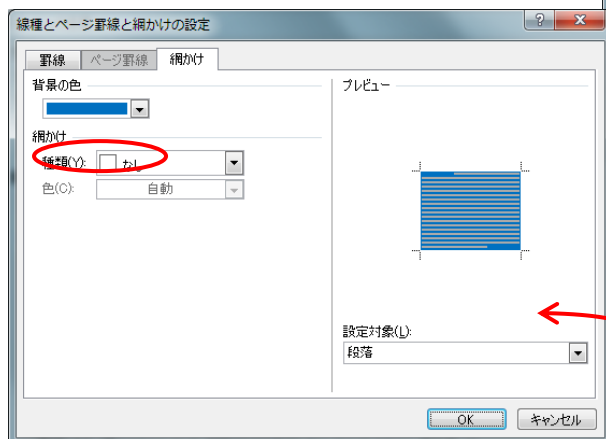 線種とページ罫線と網かけの設定
罫線 ページ罫線 網かけ
背景の色
網かけ
種類(Y): なし
色(C): 自動
プレビュー
設定対象(L):
段落
OK キャンセル